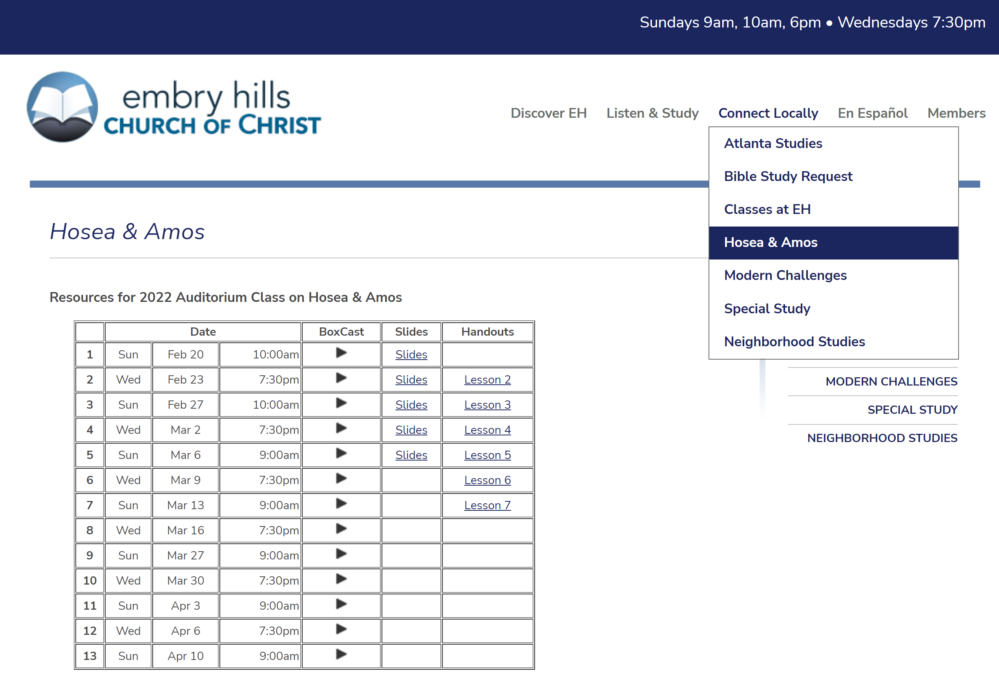 Sundays 9am, 10am, 6pm • Wednesdays 7:30pm
embry hills
CHURCH OF CHRIST
Discover EH Listen & Study Connect Locally En Español Members
Atlanta Studies
Bible Study Request
Classes at EH
Hosea & Amos
Modern Challenges
Special Study
Neighborhood Studies
Hosea & Amos
Resources for 2022 Auditorium Class on Hosea & Amos
Date BoxCast Slides Handouts
1 Sun Feb 20 10:00am Slides
2 Wed Feb 23 7:30pm Slides Lesson 2
3 Sun Feb 27 10:00am Slides Lesson 3
4 Wed Mar 2 7:30pm Slides Lesson 4
5 Sun Mar 6 9:00am Slides Lesson 5
6 Wed Mar 9 7:30pm Lesson 6
7 Sun Mar 13 9:00am Lesson 7
8 Wed Mar 16 7:30pm
9 Sun Mar 27 9:00am
10 Wed Mar 30 7:30pm
11 Sun Apr 3 9:00am
12 Wed Apr 6 7:30pm
13 Sun Apr 10 9:00am
MODERN CHALLENGES
SPECIAL STUDY
NEIGHBORHOOD STUDIES